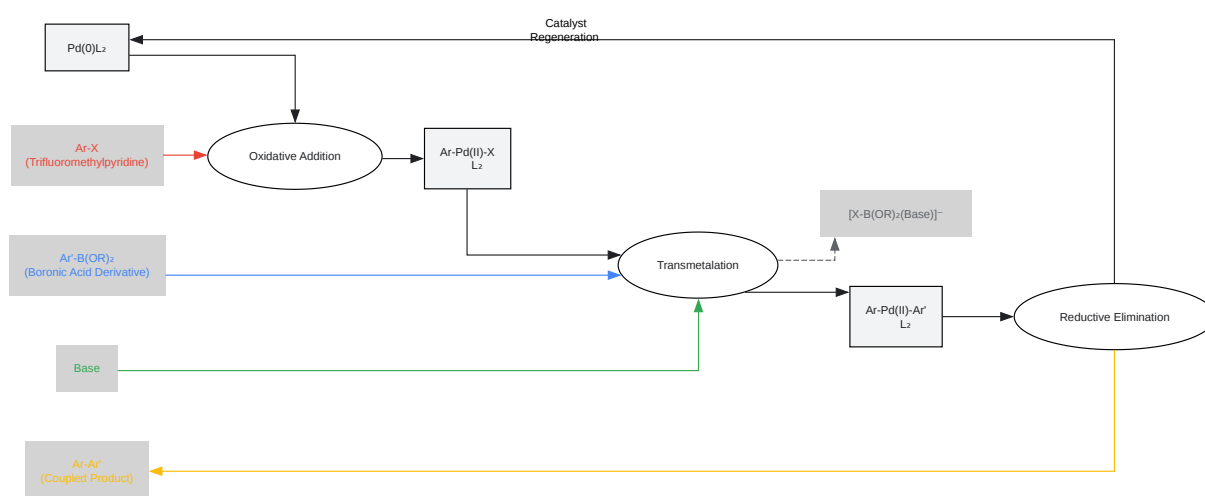 Catalyst
Regeneration
Pd(0)L₂
Ar-X
(Trifluoromethylpyridine)
Oxidative Addition
Ar-Pd(II)-X
L₂
[X-B(OR)₂(Base)]⁻
Ar'-B(OR)₂
(Boronic Acid Derivative)
Transmetalation
Ar-Pd(II)-Ar'
L₂
Reductive Elimination
Base
Ar-Ar'
(Coupled Product)